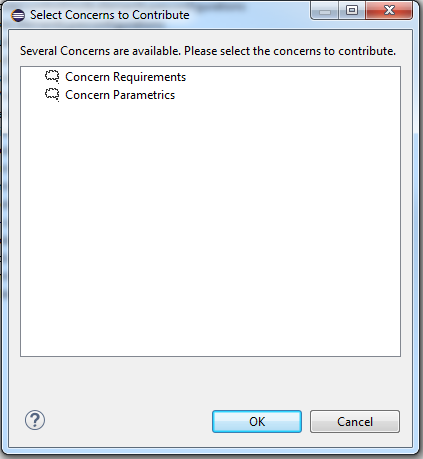 Select Concerns to Contribute
Several Concerns are available. Please select the concerns to contribute.
Concern Requirements
Concern Parametrics
OK
Cancel